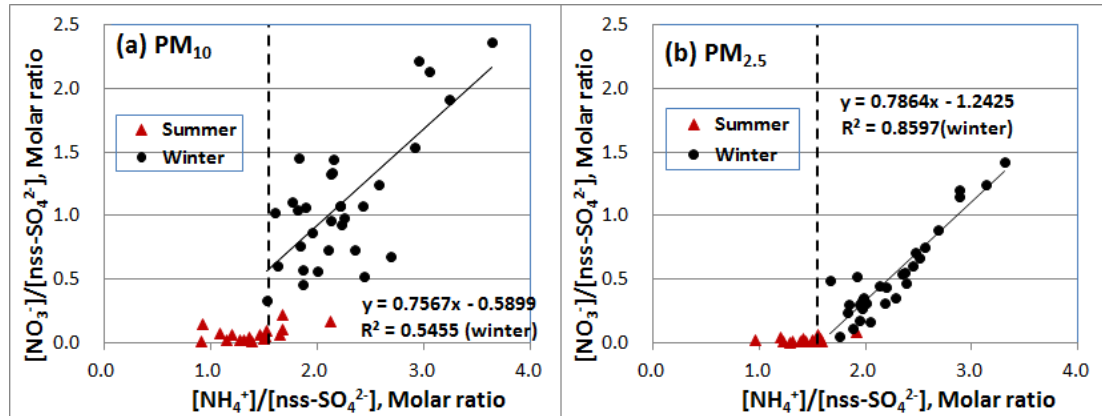 (a) PM10
[NO3-]/[nss-SO42-], Molar ratio
2.5
2.0
1.5
1.0
0.5
0.0
Summer
Winter
y = 0.7567x - 0.5899
R2 = 0.5455 (winter)
0.0 1.0 2.0 3.0 4.0
[NH4+]/[nss-SO42-], Molar ratio
(b) PM2.5
[NO3-]/[nss-SO42-], Molar ratio
2.5
2.0
1.5
1.0
0.5
0.0
y = 0.7864x - 1.2425
R2 = 0.8597(winter)
Summer
Winter
0.0 1.0 2.0 3.0 4.0
[NH4+]/[nss-SO42-], Molar ratio